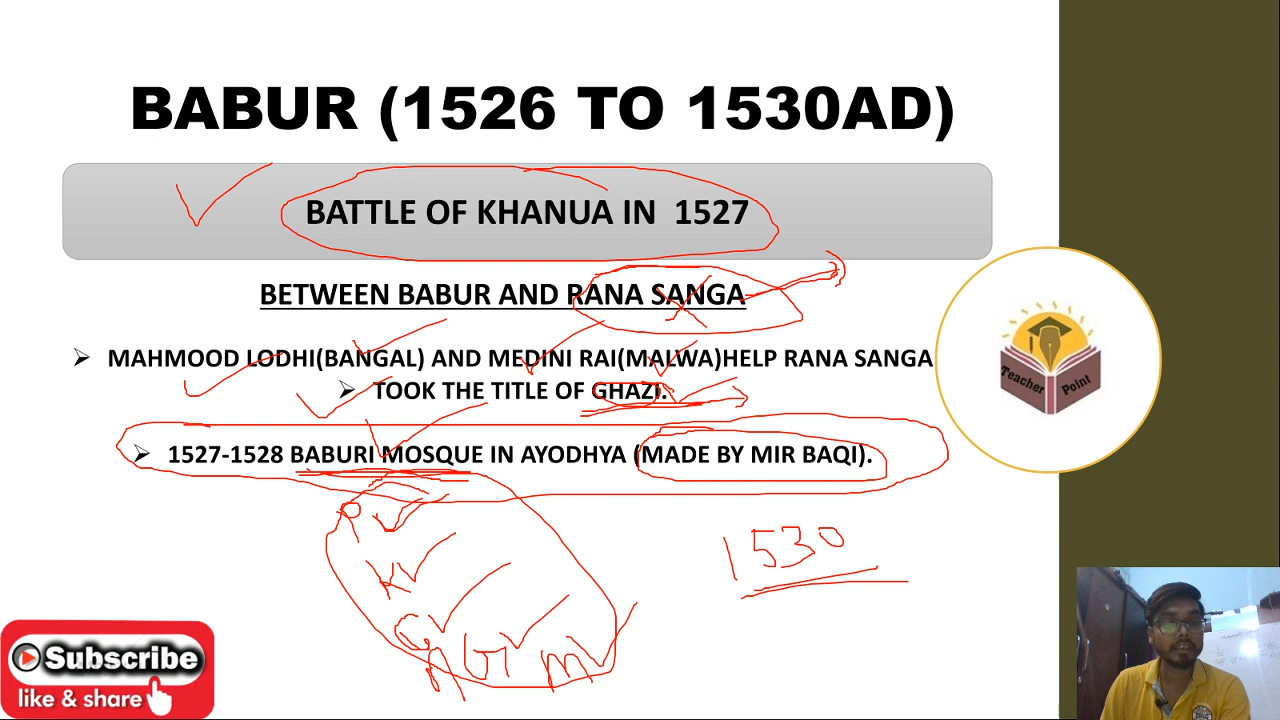 BABUR (1526 TO 1530AD)
BATTLE OF KHANUA IN 1527
BETWEEN BABUR AND RANA SANGA
➢ MAHMOOD LODHI(BANGAL) AND MEDINI RAI(MALWA)HELP RANA SANGA
➢ TOOK THE TITLE OF GHAZI.
➢ 1527-1528 BABURI MOSQUE IN AYODHYA (MADE BY MIR BAQI).
Teacher Point
P
K
G
1530
M
Subscribe
like & share